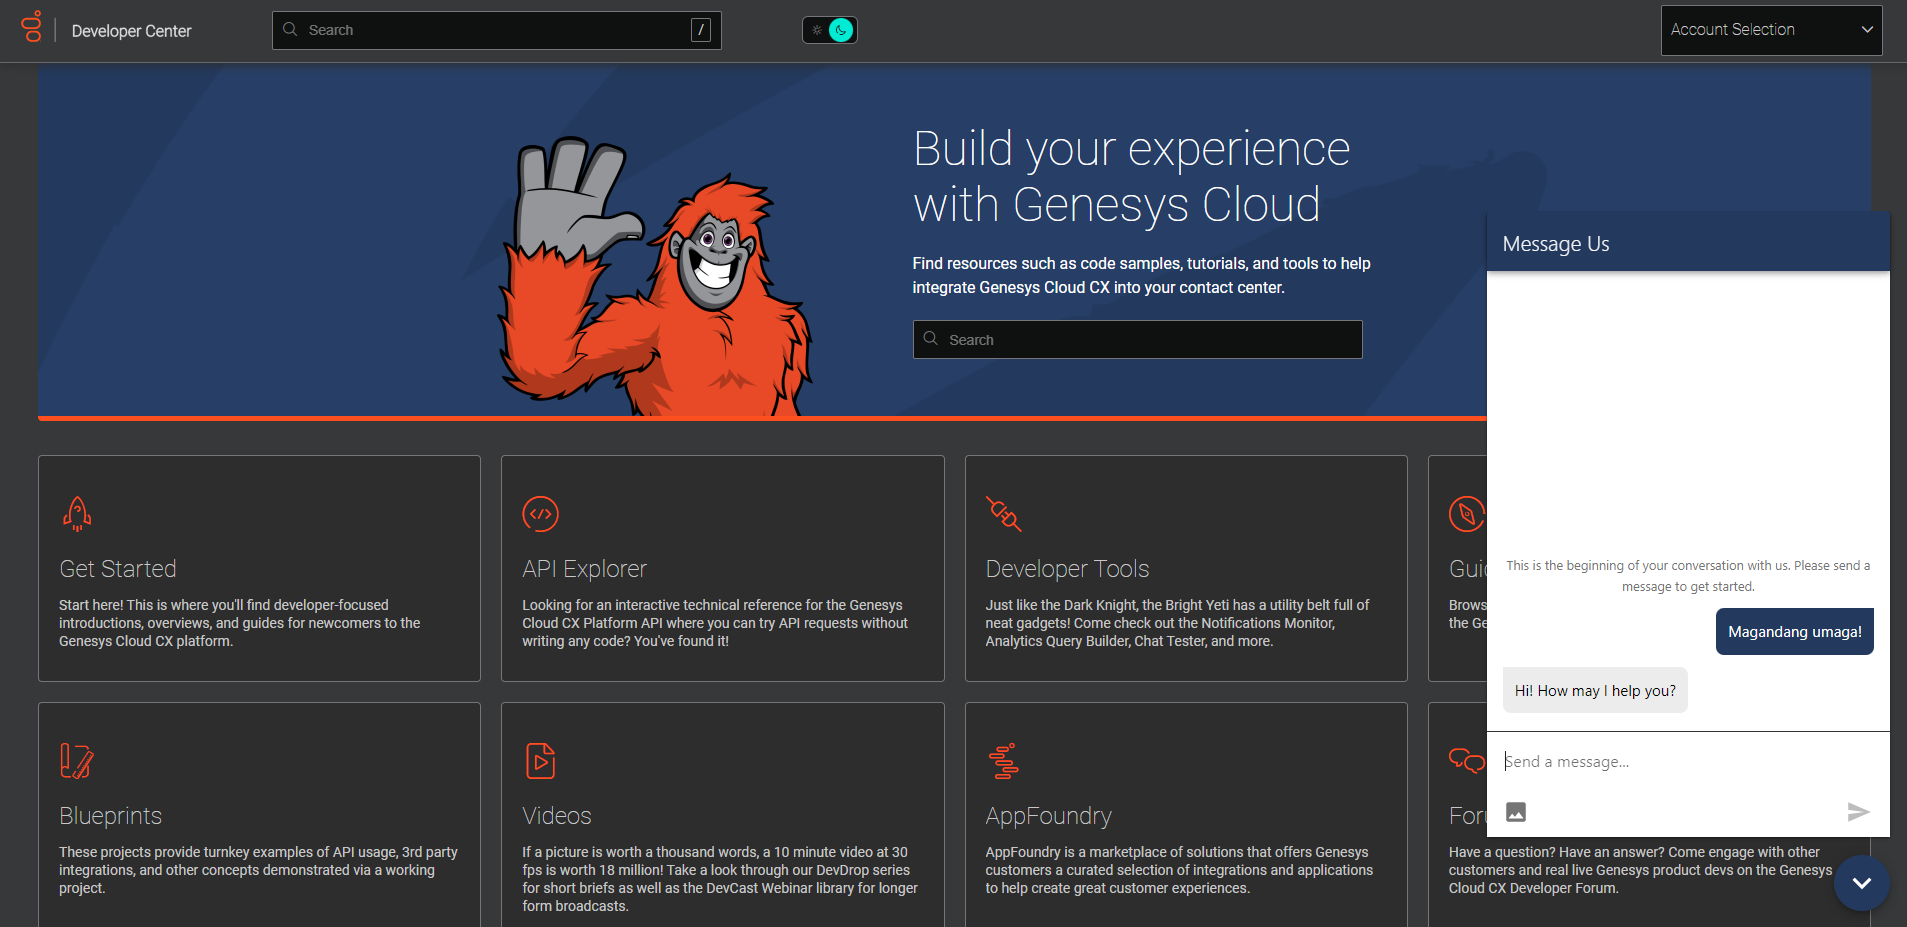 Developer Center
Search
/
Account Selection
Build your experience
with Genesys Cloud
Find resources such as code samples, tutorials, and tools to help
integrate Genesys Cloud CX into your contact center.
Search
Get Started
Start here! This is where you'll find developer-focused
introductions, overviews, and guides for newcomers to the
Genesys Cloud CX platform.
API Explorer
Looking for an interactive technical reference for the Genesys
Cloud CX Platform API where you can try API requests without
writing any code? You've found it!
Developer Tools
Just like the Dark Knight, the Bright Yeti has a utility belt full of
neat gadgets! Come check out the Notifications Monitor,
Analytics Query Builder, Chat Tester, and more.
Blueprints
These projects provide turnkey examples of API usage, 3rd party
integrations, and other concepts demonstrated via a working
project.
Videos
If a picture is worth a thousand words, a 10 minute video at 30
fps is worth 18 million! Take a look through our DevDrop series
for short briefs as well as the DevCast Webinar library for longer
form broadcasts.
AppFoundry
AppFoundry is a marketplace of solutions that offers Genesys
customers a curated selection of integrations and applications
to help create great customer experiences.
Have a question? Have an answer? Come engage with other
customers and real live Genesys product devs on the Genesys
Cloud CX Developer Forum.
Message Us
This is the beginning of your conversation with us. Please send a
message to get started.
Magandang umaga!
Hi! How may I help you?
Send a message...